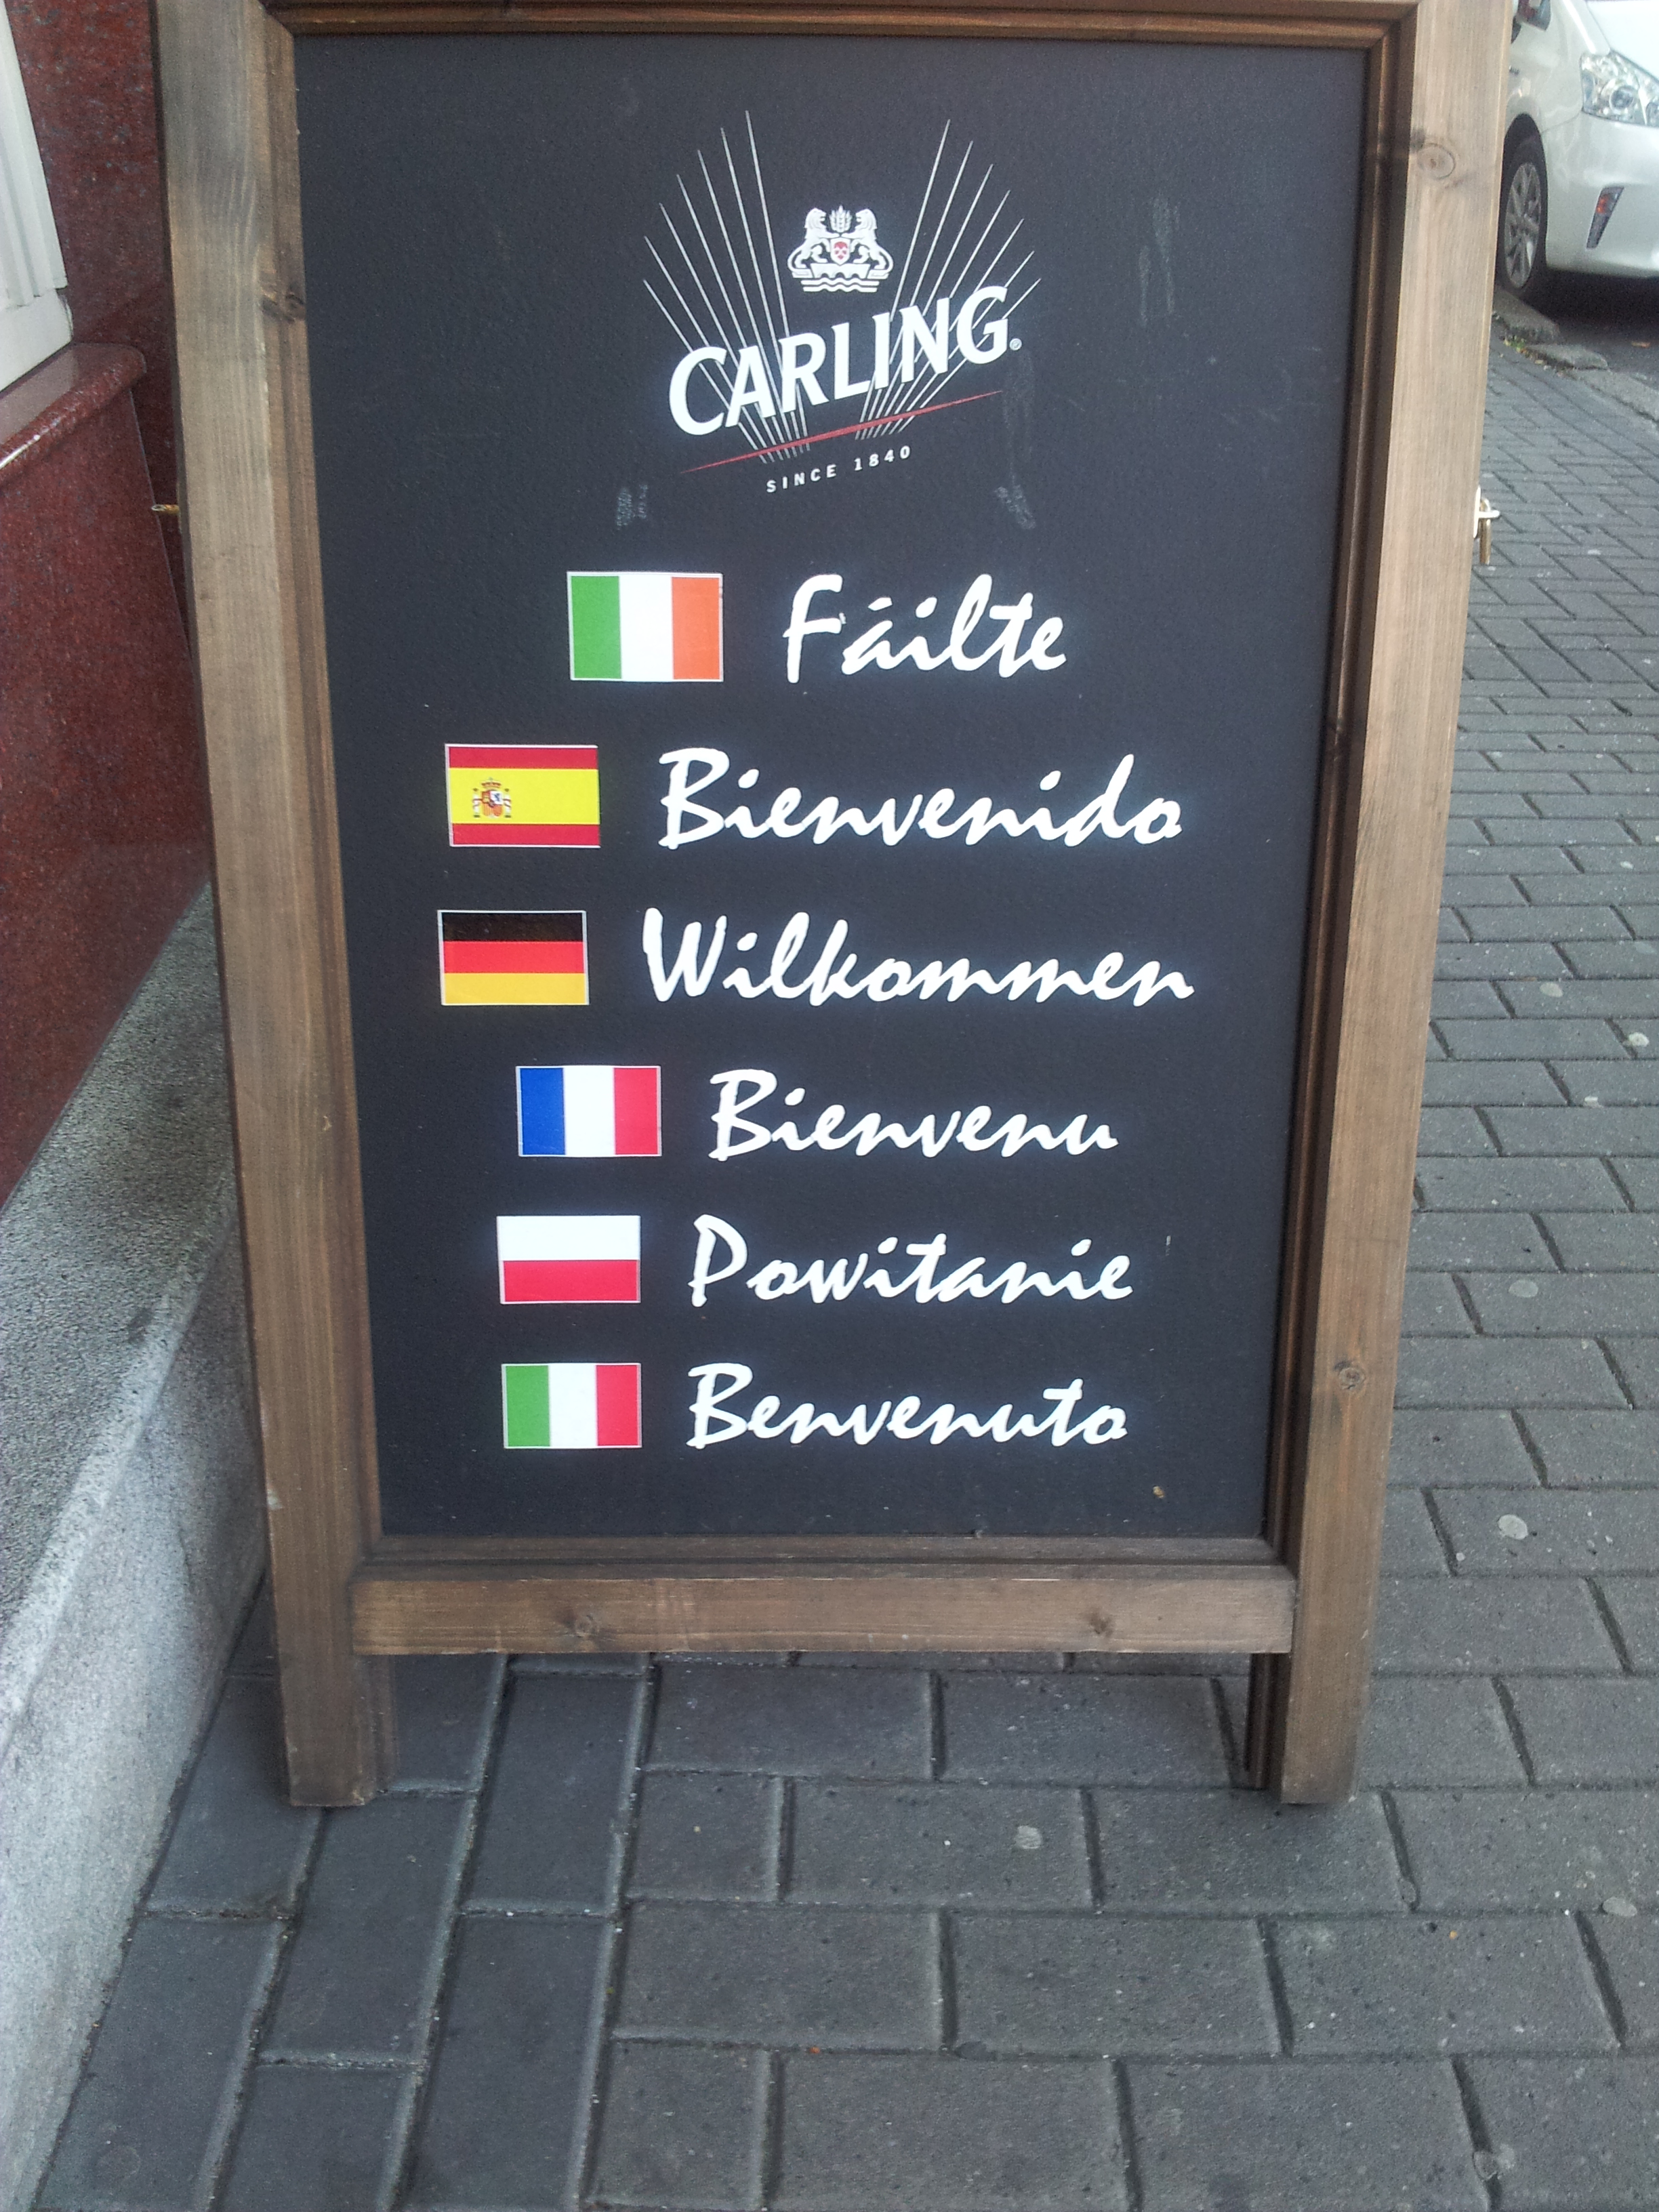 CARLING®
SINCE 1840
Fáilte
Bienvenido
Wilkommen
Bienvenu
Powitanie
Benvenuto